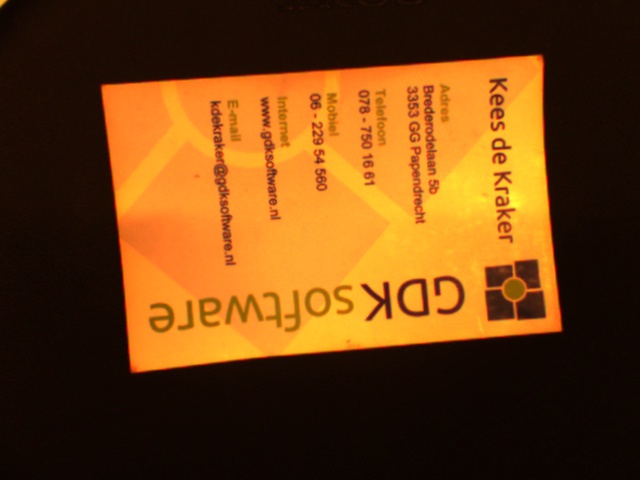 Kees de Kraker
Adres
Brederodelaan 5b
3353 GG Papendrecht
Telefoon
078 - 750 16 61
Mobiel
06 - 229 54 560
Internet
www.gdksoftware.nl
E-mail
kdekraker@gdksoftware.nl
GDK software